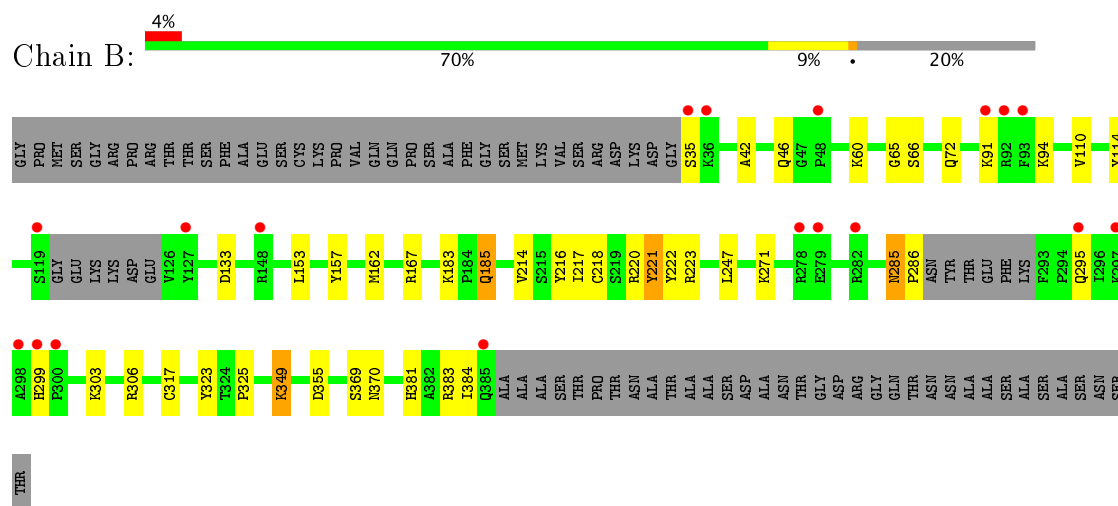 4%
Chain B:
70% 9% • 20%
GLY PRO MET SER GLY ARG PRO ARG THR THR SER PHE ALA GLU SER CYS LYS PRO VAL GLN GLN PRO SER ALA PHE GLY SER MET LYS VAL SER ARG ASP LYS ASP GLY S35 K36 A42 Q46 G47 P48 K60 G65 S66 Q72 K91 R92 F93 K94 V110 Y114
S119 GLY GLU LYS LYS ASP GLU V126 Y127 D133 R148 L153 Y157 M162 R167 K183 P184 Q185 V214 S215 Y216 I217 C218 S219 R220 Y221 Y222 R223 L247 K271 R278 E279 R282 N285 P286 ASN TYR THR GLU PHE LYS F293 P294 Q295 I296 K297
A298 H299 P300 K303 R306 C317 Y323 T324 P325 K349 D355 S369 N370 H381 A382 R383 I384 Q385 ALA ALA ALA SER THR PRO THR THR ASN ALA THR ALA ALA SER ASP ALA ALA ASN THR GLY ASP ARG GLY GLN THR ASN ASN MET ALA ALA SER ALA SER ALA SER ASN SER
THR